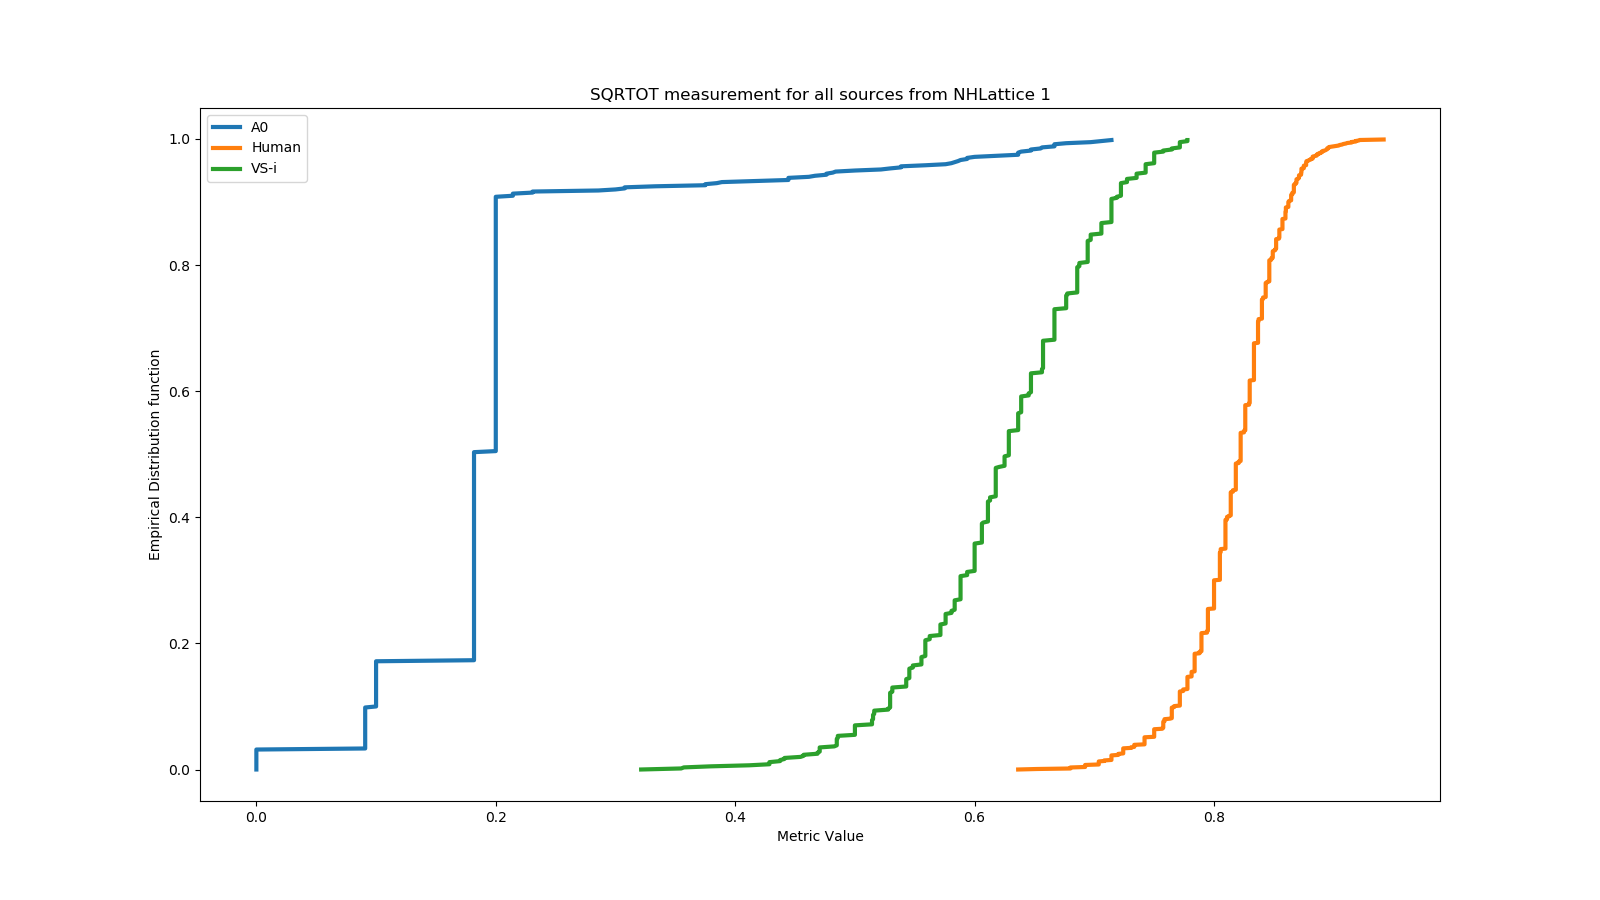 SQRTOT measurement for all sources from NHLattice 1
A0
Human
VS-i
Empirical Distribution function
1.0
0.8
0.6
0.4
0.2
0.0
0.0 0.2 0.4 0.6 0.8
Metric Value